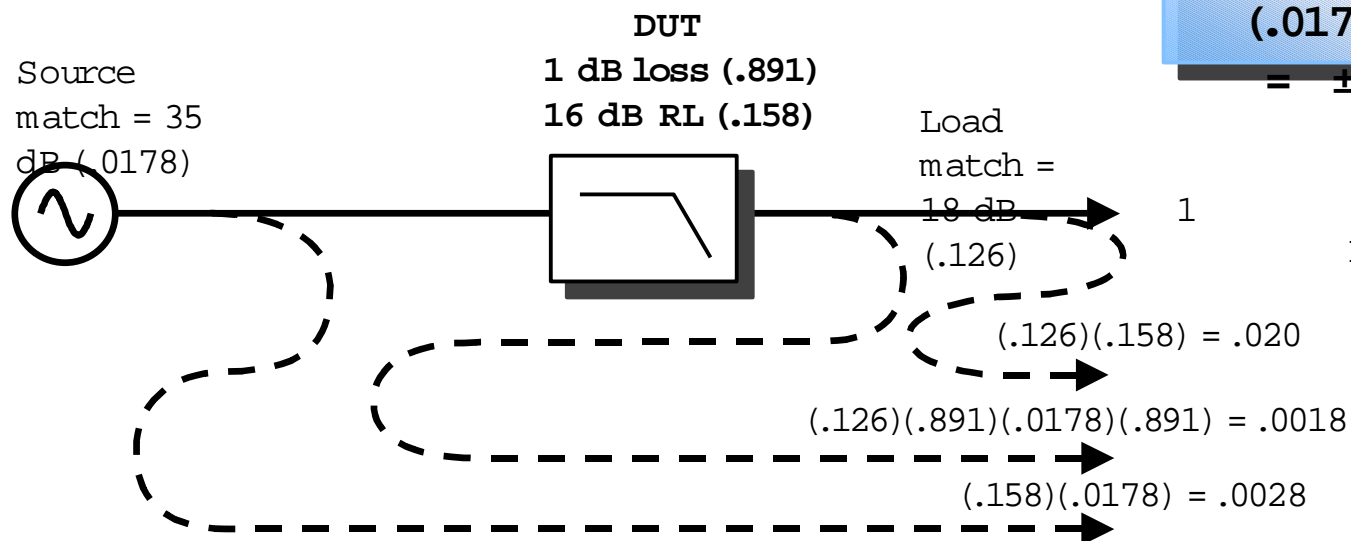 DUT
1 dB loss (.891)
16 dB RL (.158)
(.017
= ±
Source
match = 35
dB (.0178)
Load
match =
18 dB
(.126)
1
(.126)(.158) = .020
(.126)(.891)(.0178)(.891) = .0018
(.158)(.0178) = .0028